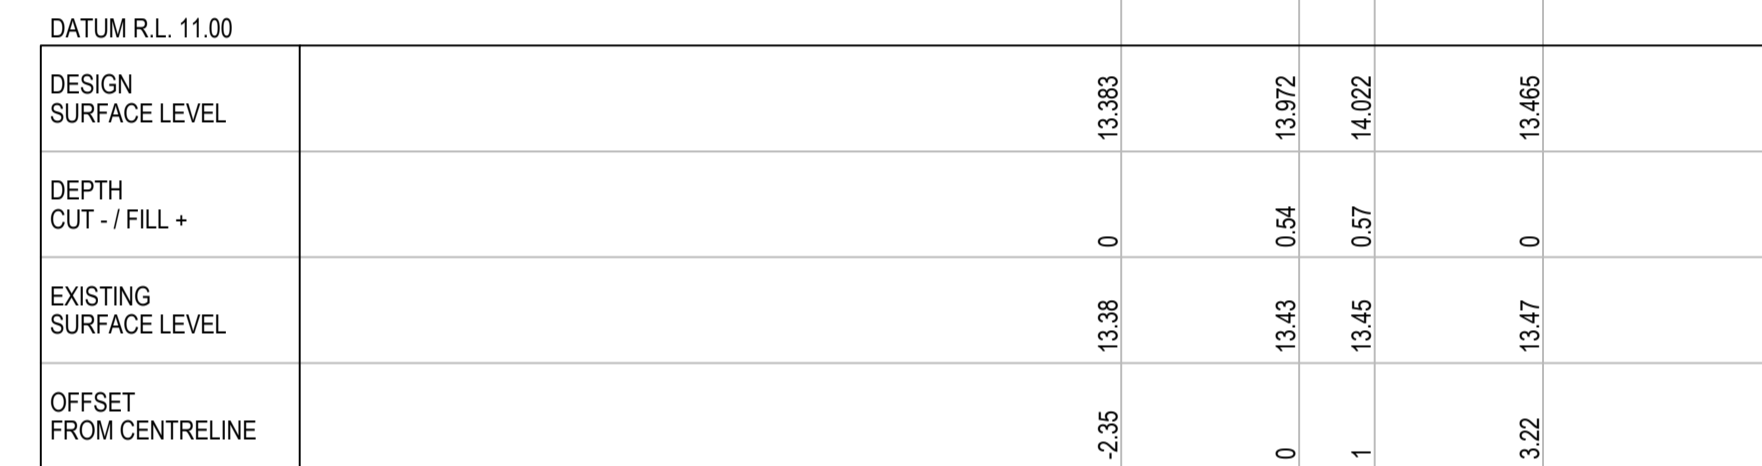 DATUM R.L. 11.00
DESIGN
SURFACE LEVEL
13.383
13.972
14.022
13.465
DEPTH
CUT - / FILL +
0
0.54
0.57
0
EXISTING
SURFACE LEVEL
13.38
13.43
13.45
13.47
OFFSET
FROM CENTRELINE
-2.35
0
1
3.22